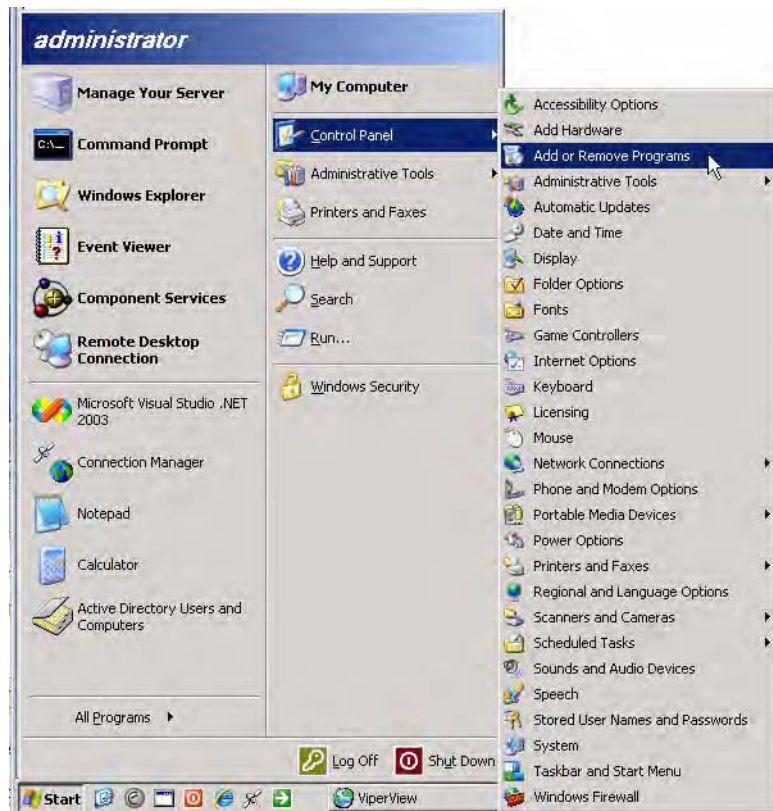 administrator
Manage Your Server
Command Prompt
Windows Explorer
Event Viewer
Component Services
Remote Desktop
Connection
Microsoft Visual Studio .NET
2003
Connection Manager
Notepad
Calculator
Active Directory Users and
Computers
All Programs
My Computer
Control Panel
Administrative Tools
Printers and Faxes
Help and Support
Search
Run...
Windows Security
Accessibility Options
Add Hardware
Add or Remove Programs
Administrative Tools
Automatic Updates
Date and Time
Display
Folder Options
Fonts
Game Controllers
Internet Options
Keyboard
Licensing
Mouse
Network Connections
Phone and Modem Options
Portable Media Devices
Power Options
Printers and Faxes
Regional and Language Options
Scanners and Cameras
Scheduled Tasks
Sounds and Audio Devices
Speech
Stored User Names and Passwords
System
Taskbar and Start Menu
Windows Firewall
Log Off
Shut Down
Start
ViperView